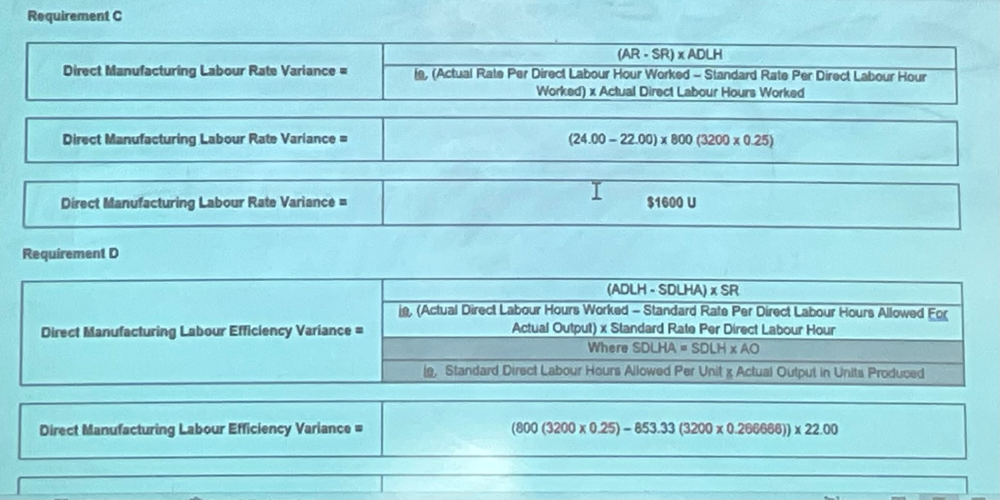 Requirement C
Direct Manufacturing Labour Rate Variance =
(AR - SR) x ADLH
ie, (Actual Rate Per Direct Labour Hour Worked – Standard Rate Per Direct Labour Hour
Worked) x Actual Direct Labour Hours Worked
Direct Manufacturing Labour Rate Variance =
(24.00 – 22.00) x 800 (3200 x 0.25)
Direct Manufacturing Labour Rate Variance =
$1600 U
Requirement D
Direct Manufacturing Labour Efficiency Variance =
(ADLH - SDLHA) x SR
ie, (Actual Direct Labour Hours Worked – Standard Rate Per Direct Labour Hours Allowed For
Actual Output) x Standard Rate Per Direct Labour Hour
Where SDLHA = SDLH x AO
ie, Standard Direct Labour Hours Allowed Per Unit x Actual Output in Units Produced
Direct Manufacturing Labour Efficiency Variance =
(800 (3200 x 0.25) – 853.33 (3200 x 0.266666)) x 22.00